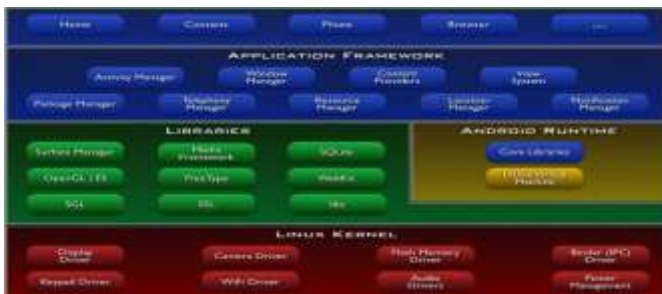 Home Contacts Phone Browser ...
APPLICATION FRAMEWORK
Activity Manager Window Manager Content Providers View System
Package Manager Telephony Manager Resource Manager Location Manager Notification Manager
LIBRARIES
Surface Manager Media Framework SQLite
OpenGL | ES FreeType WebKit
SGL SSL libc
ANDROID RUNTIME
Core Libraries
Dalvik Virtual Machine
LINUX KERNEL
Display Driver Camera Driver Flash Memory Driver Binder (IPC) Driver
Keypad Driver WiFi Driver Audio Drivers Power Management